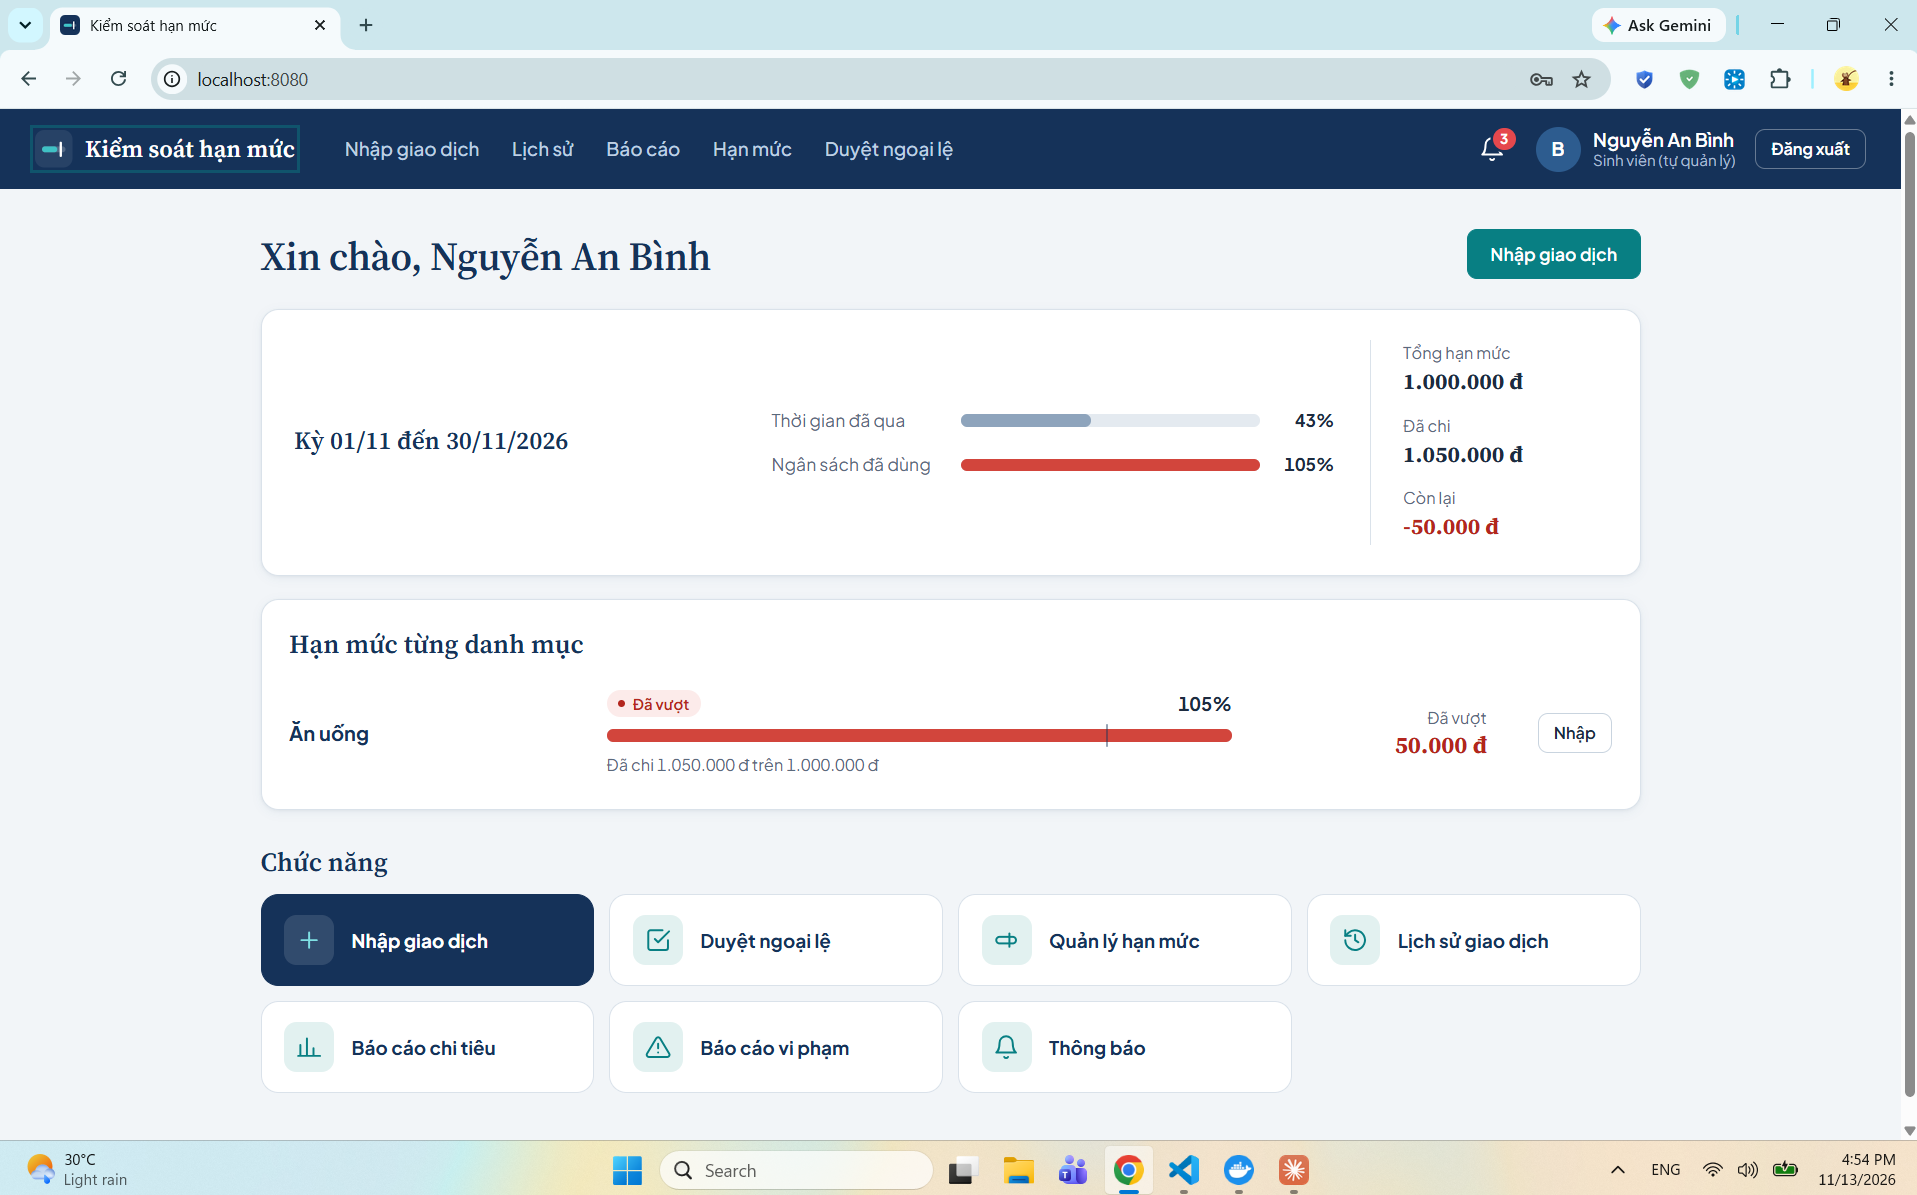 Kiểm soát hạn mức
Ask Gemini
localhost:8080
Kiểm soát hạn mức
Nhập giao dịch
Lịch sử
Báo cáo
Hạn mức
Duyệt ngoại lệ
3
B
Nguyễn An Bình
Sinh viên (tự quản lý)
Đăng xuất
Xin chào, Nguyễn An Bình
Nhập giao dịch
Kỳ 01/11 đến 30/11/2026
Thời gian đã qua
43%
Ngân sách đã dùng
105%
Tổng hạn mức
1.000.000 đ
Đã chi
1.050.000 đ
Còn lại
-50.000 đ
Hạn mức từng danh mục
Ăn uống
Đã vượt
105%
Đã chi 1.050.000 đ trên 1.000.000 đ
Đã vượt
50.000 đ
Nhập
Chức năng
Nhập giao dịch
Duyệt ngoại lệ
Quản lý hạn mức
Lịch sử giao dịch
Báo cáo chi tiêu
Báo cáo vi phạm
Thông báo
30°C
Light rain
Search
ENG
4:54 PM
11/13/2026